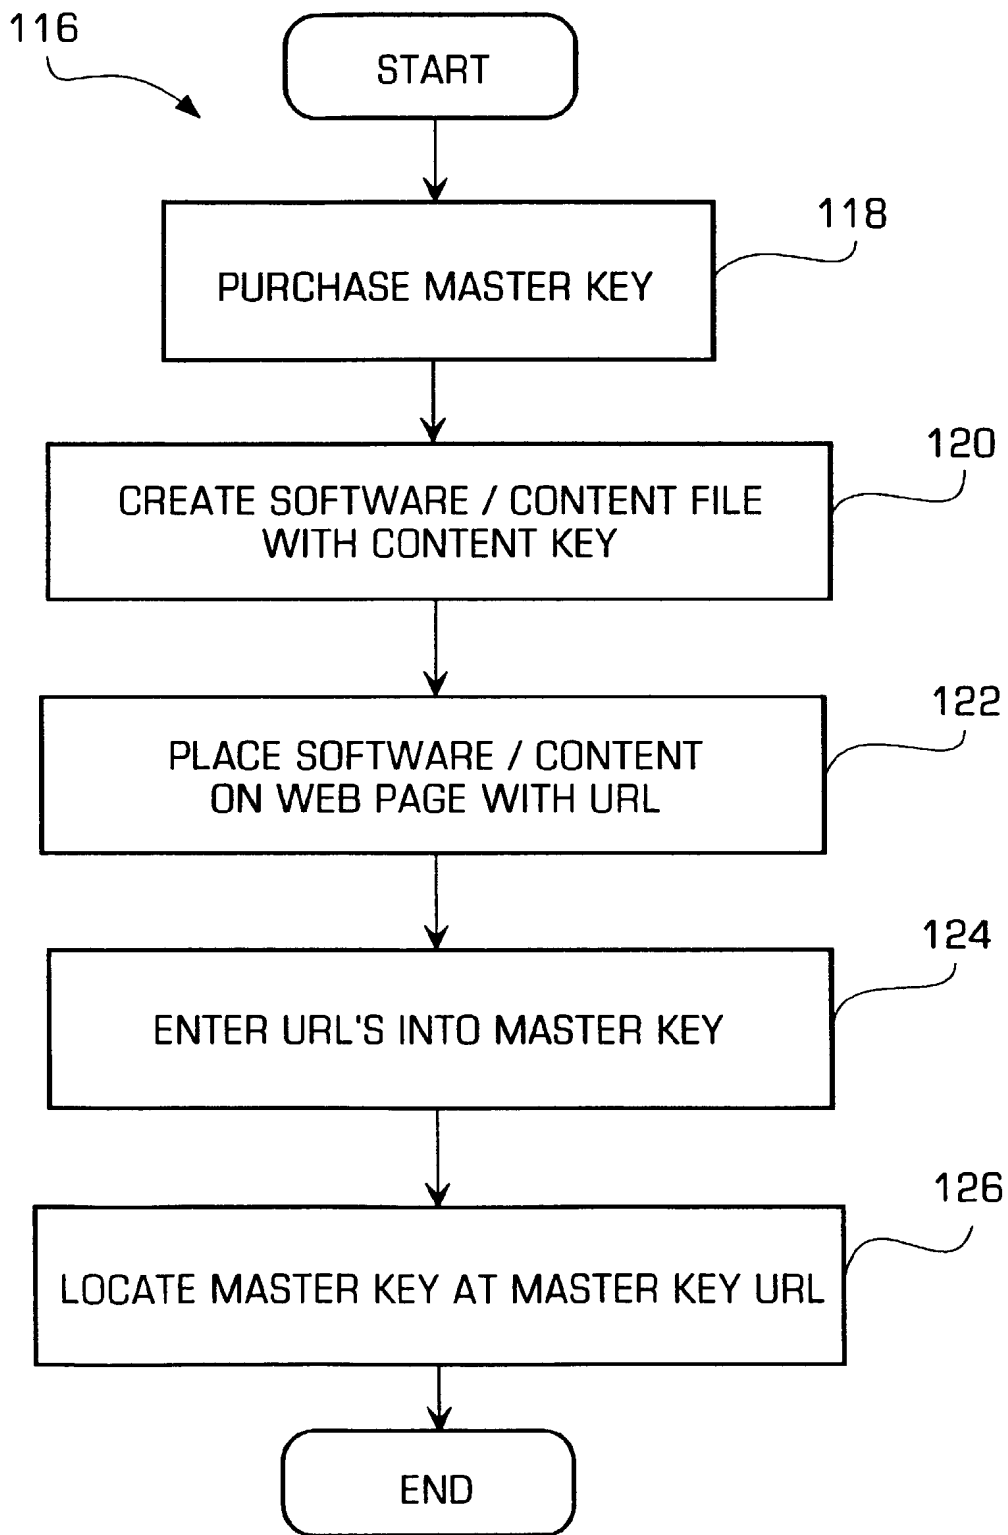 116
START
118
PURCHASE MASTER KEY
120
CREATE SOFTWARE / CONTENT FILE
WITH CONTENT KEY
122
PLACE SOFTWARE / CONTENT
ON WEB PAGE WITH URL
124
ENTER URL'S INTO MASTER KEY
126
LOCATE MASTER KEY AT MASTER KEY URL
END